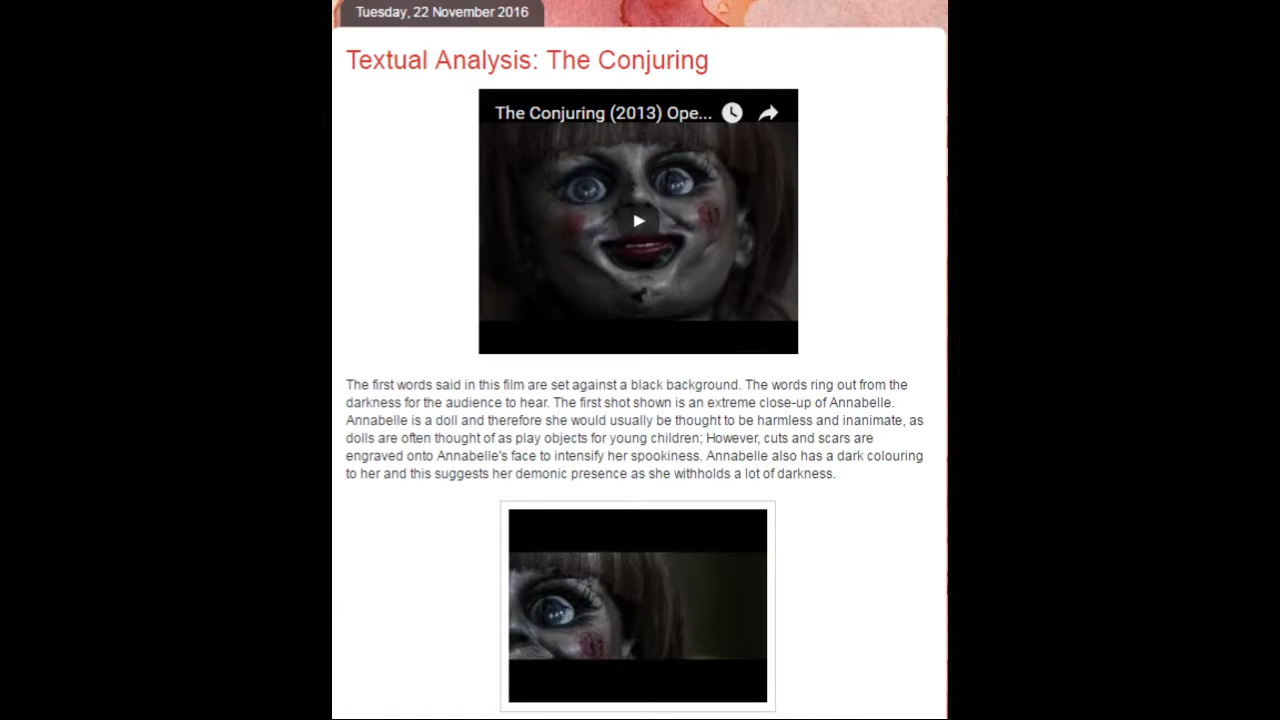 Tuesday, 22 November 2016
Textual Analysis: The Conjuring
The Conjuring (2013) Ope...
The first words said in this film are set against a black background. The words ring out from the
darkness for the audience to hear. The first shot shown is an extreme close-up of Annabelle.
Annabelle is a doll and therefore she would usually be thought to be harmless and inanimate, as
dolls are often thought of as play objects for young children; However, cuts and scars are
engraved onto Annabelle's face to intensify her spookiness. Annabelle also has a dark colouring
to her and this suggests her demonic presence as she withholds a lot of darkness.